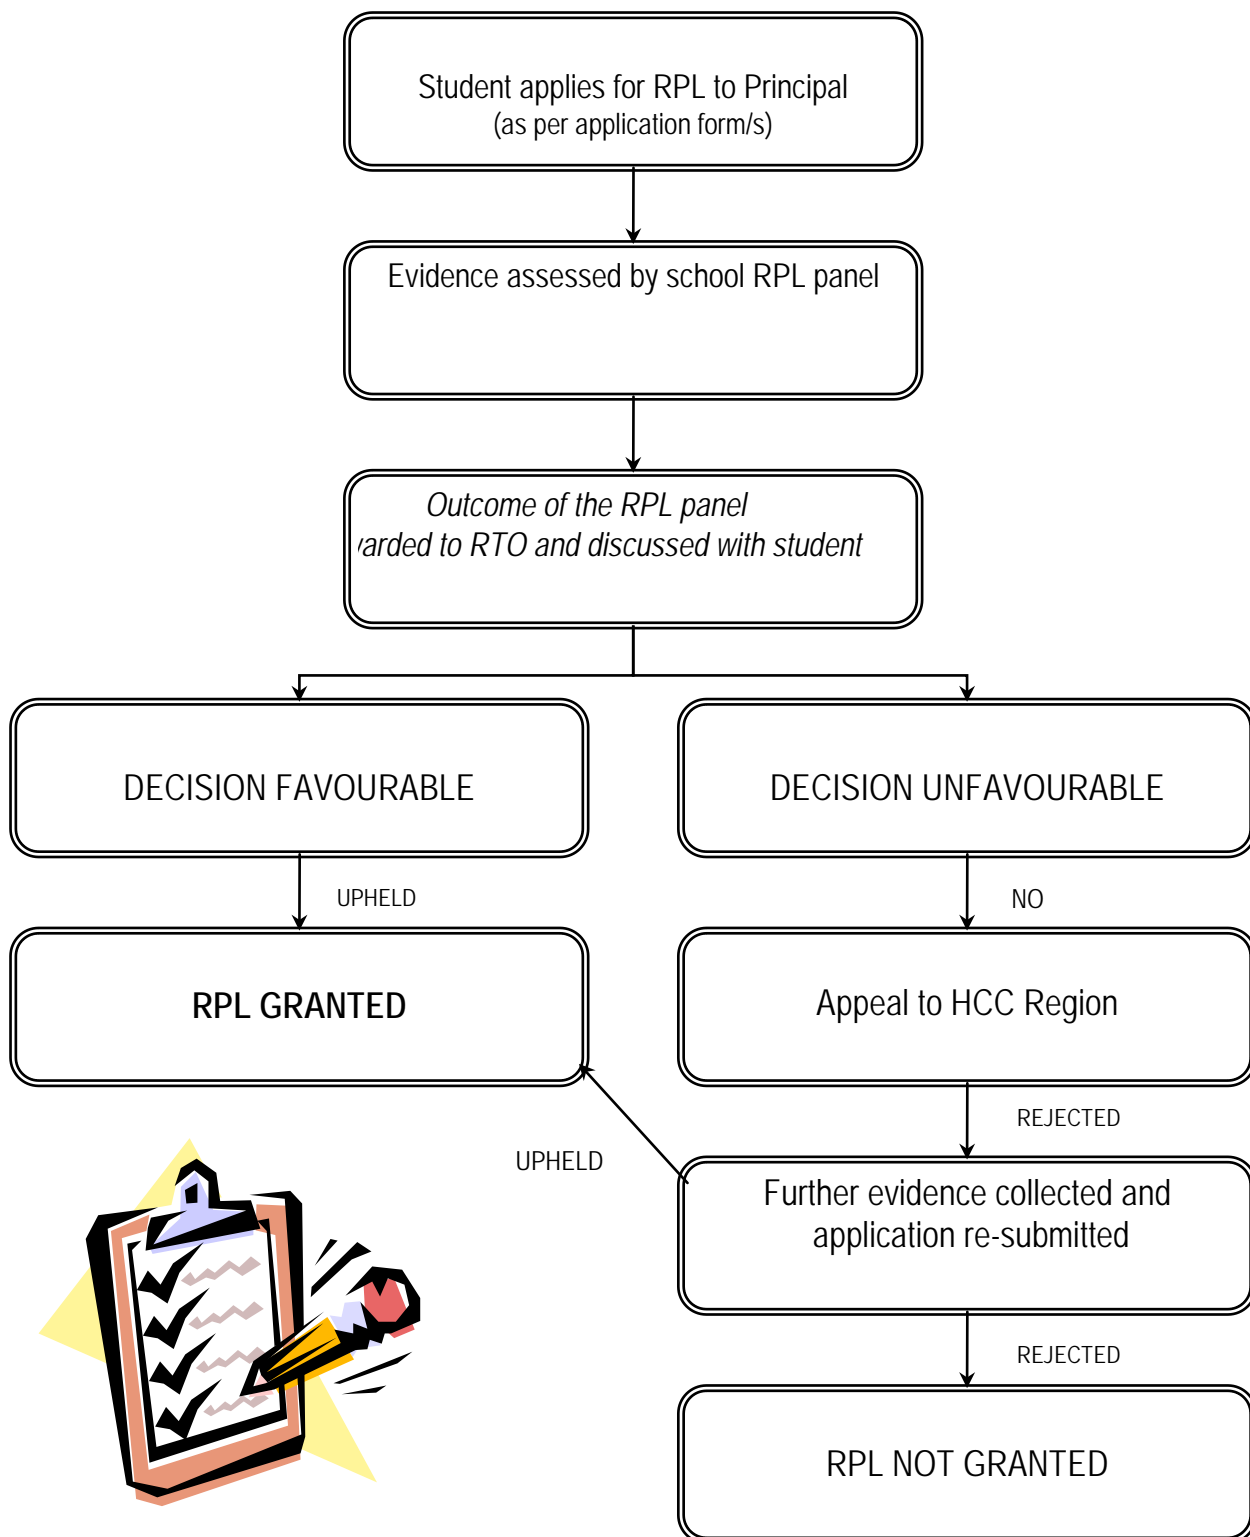 Student applies for RPL to Principal
(as per application form/s)
Evidence assessed by school RPL panel
Outcome of the RPL panel
warded to RTO and discussed with student
DECISION FAVOURABLE
DECISION UNFAVOURABLE
UPHELD
NO
RPL GRANTED
Appeal to HCC Region
REJECTED
UPHELD
Further evidence collected and
application re-submitted
REJECTED
RPL NOT GRANTED